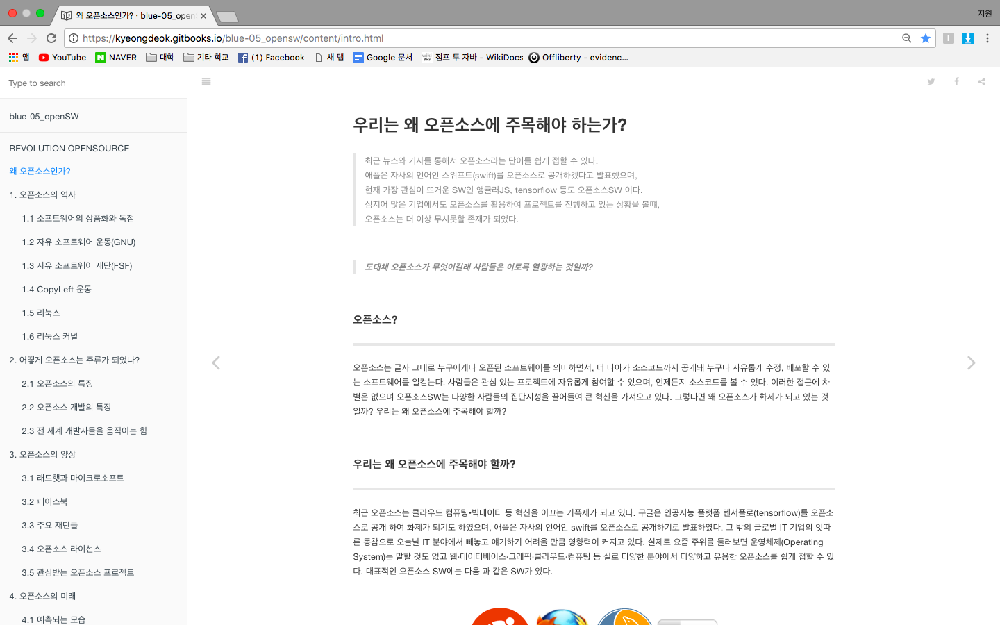 왜 오픈소스인가? · blue-05_open
지원
https://kyeongdeok.gitbooks.io/blue-05_opensw/content/intro.html
앱 YouTube NAVER 대학 기타 학교 (1) Facebook 새 탭 Google 문서 점프 투 자바 - WikiDocs Offliberty - evidenc...
Type to search
blue-05_openSW
REVOLUTION OPENSOURCE
왜 오픈소스인가?
1. 오픈소스의 역사
1.1 소프트웨어의 상품화와 독점
1.2 자유 소프트웨어 운동(GNU)
1.3 자유 소프트웨어 재단(FSF)
1.4 CopyLeft 운동
1.5 리눅스
1.6 리눅스 커널
2. 어떻게 오픈소스는 주류가 되었나?
2.1 오픈소스의 특징
2.2 오픈소스 개발의 특징
2.3 전 세계 개발자들을 움직이는 힘
3. 오픈소스의 양상
3.1 래드햇과 마이크로소프트
3.2 페이스북
3.3 주요 재단들
3.4 오픈소스 라이선스
3.5 관심받는 오픈소스 프로젝트
4. 오픈소스의 미래
4.1 예측되는 모습
우리는 왜 오픈소스에 주목해야 하는가?
최근 뉴스와 기사를 통해서 오픈소스라는 단어를 쉽게 접할 수 있다.
애플은 자사의 언어인 스위프트(swift)를 오픈소스로 공개하겠다고 발표했으며,
현재 가장 관심이 뜨거운 SW인 앵귤러JS, tensorflow 등도 오픈소스SW 이다.
심지어 많은 기업에서도 오픈소스를 활용하여 프로젝트를 진행하고 있는 상황을 볼떄,
오픈소스는 더 이상 무시못할 존재가 되었다.
도대체 오픈소스가 무엇이길래 사람들은 이토록 열광하는 것일까?
오픈소스?
오픈소스는 글자 그대로 누구에게나 오픈된 소프트웨어를 의미하면서, 더 나아가 소스코드까지 공개돼 누구나 자유롭게 수정, 배포할 수 있
는 소프트웨어를 일컫는다. 사람들은 관심 있는 프로젝트에 자유롭게 참여할 수 있으며, 언제든지 소스코드를 볼 수 있다. 이러한 접근에 차
별은 없으며 오픈소스SW는 다양한 사람들의 집단지성을 끌어들여 큰 혁신을 가져오고 있다. 그렇다면 왜 오픈소스가 화제가 되고 있는 것
일까? 우리는 왜 오픈소스에 주목해야 할까?
우리는 왜 오픈소스에 주목해야 할까?
최근 오픈소스는 클라우드 컴퓨팅•빅데이터 등 혁신을 이끄는 기폭제가 되고 있다. 구글은 인공지능 플랫폼 텐서플로(tensorflow)를 오픈소
스로 공개 하여 화제가 되기도 하였으며, 애플은 자사의 언어인 swift를 오픈소스로 공개하기로 발표하였다. 그 밖의 글로벌 IT 기업의 잇따
른 동참으로 오늘날 IT 분야에서 빼놓고 얘기하기 어려울 만큼 영향력이 커지고 있다. 실제로 요즘 주위를 둘러보면 운영체제(Operating
System)는 말할 것도 없고 웹·데이터베이스·그래픽·클라우드·컴퓨팅 등 실로 다양한 분야에서 다양하고 유용한 오픈소스를 쉽게 접할 수 있
다. 대표적인 오픈소스 SW에는 다음 과 같은 SW가 있다.